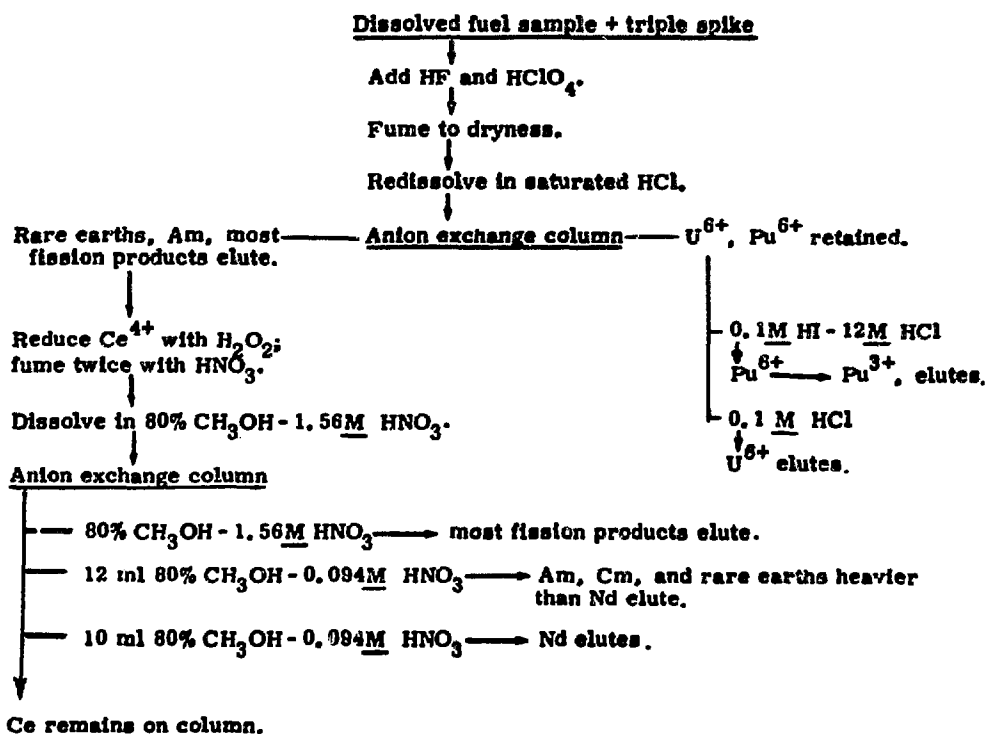 Dissolved fuel sample + triple spike
Add HF and HClO4.
Fume to dryness.
Redissolve in saturated HCl.
Rare earths, Am, most
fission products elute.
Anion exchange column
U6+, Pu6+ retained.
0.1M HI - 12M HCl
Pu6+ Pu3+, elutes.
0.1 M HCl
U6+ elutes.
Reduce Ce4+ with H2O2;
fume twice with HNO3.
Dissolve in 80% CH3OH - 1.56M HNO3.
Anion exchange column
80% CH3OH - 1.56M HNO3 most fission products elute.
12 ml 80% CH3OH - 0.094M HNO3 Am, Cm, and rare earths heavier
than Nd elute.
10 ml 80% CH3OH - 0.094M HNO3 Nd elutes.
Ce remains on column.